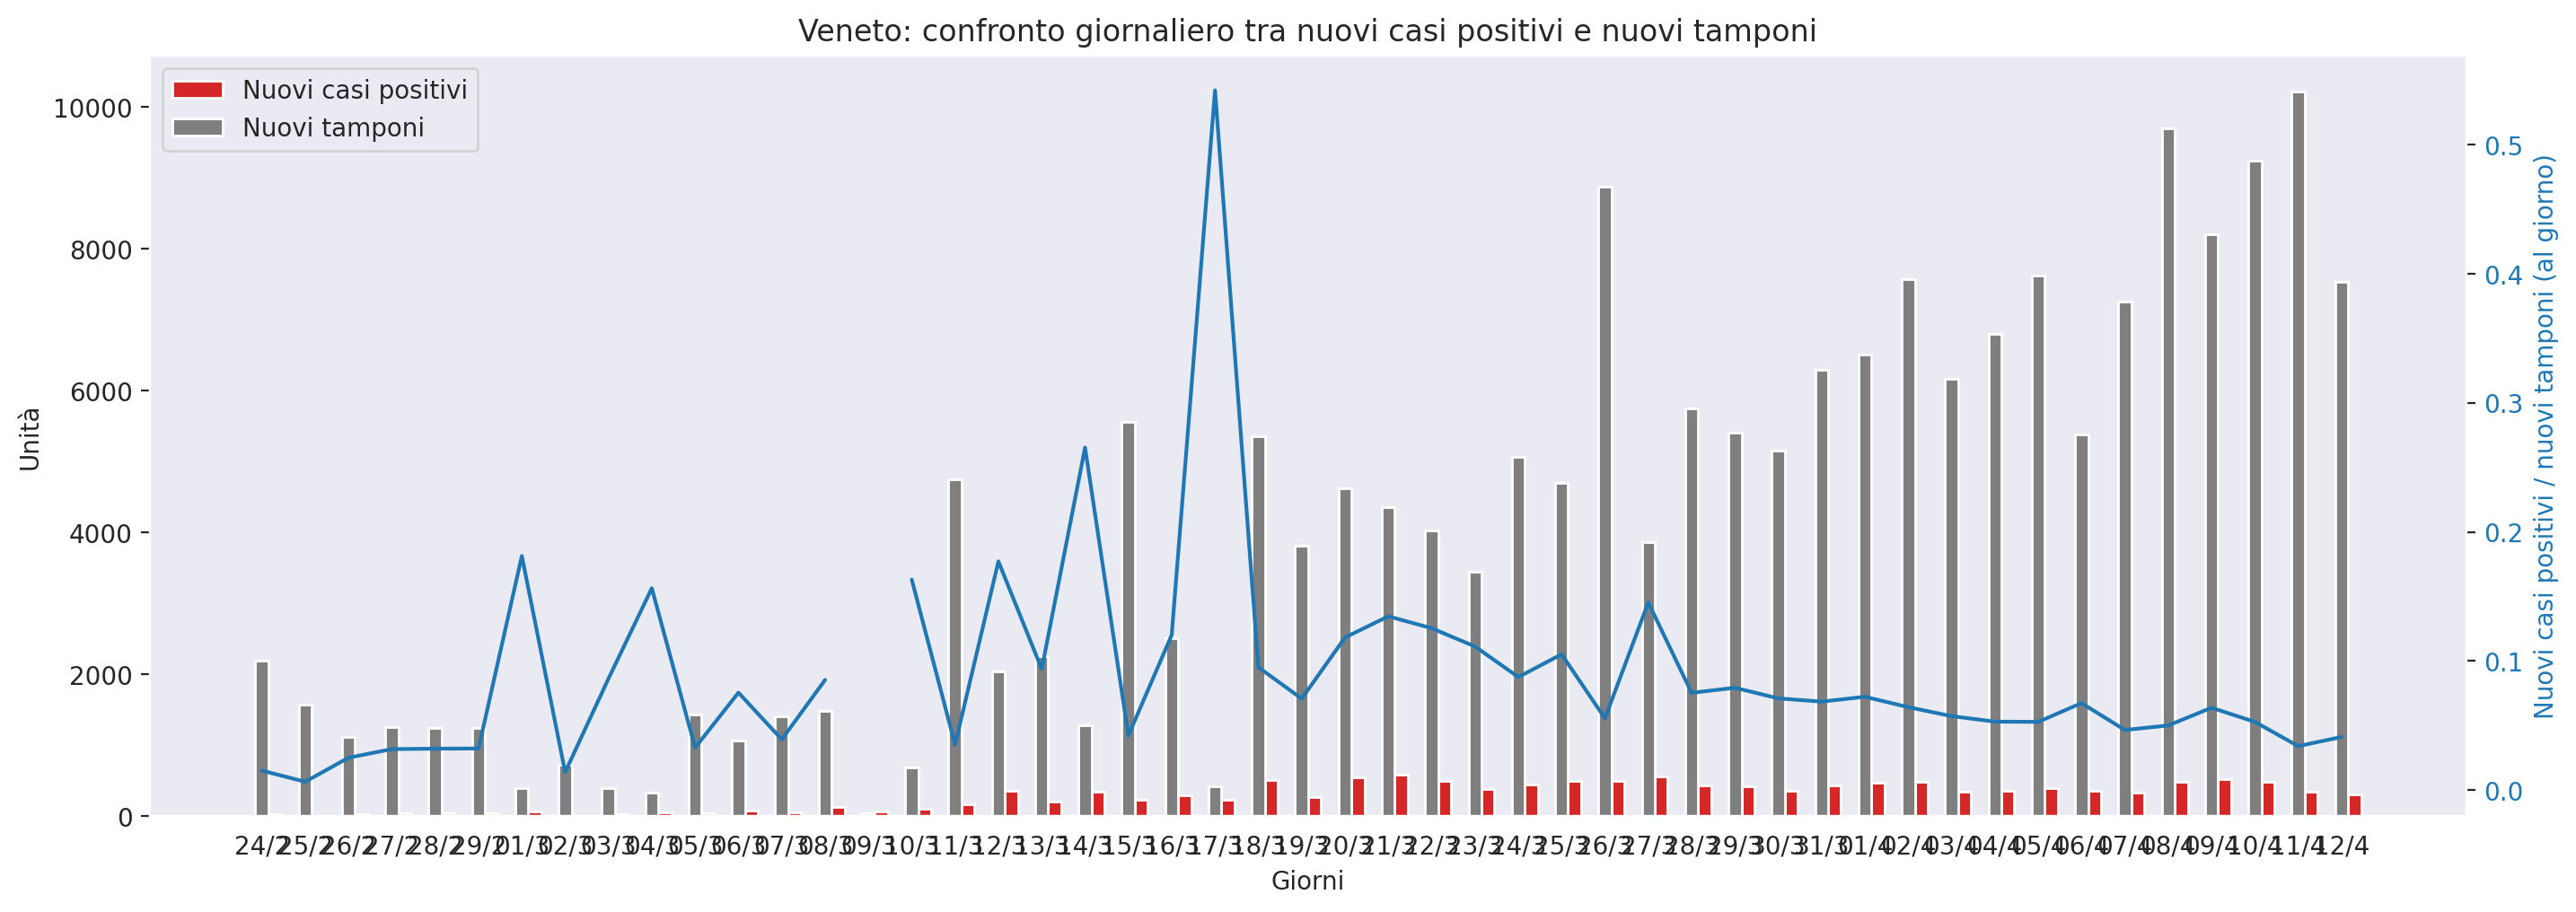 Veneto: confronto giornaliero tra nuovi casi positivi e nuovi tamponi
Nuovi casi positivi
Nuovi tamponi
10000
8000
6000
4000
2000
0
Unità
0.5
0.4
0.3
0.2
0.1
0.0
Nuovi casi positivi / nuovi tamponi (al giorno)
24/2 25/2 26/2 27/2 28/2 29/2 01/3 02/3 03/3 04/3 05/3 06/3 07/3 08/3 09/3 10/3 11/3 12/3 13/3 14/3 15/3 16/3 17/3 18/3 19/3 20/3 21/3 22/3 23/3 24/3 25/3 26/3 27/3 28/3 29/3 30/3 31/3 01/4 02/4 03/4 04/4 05/4 06/4 07/4 08/4 09/4 10/4 11/4 12/4
Giorni